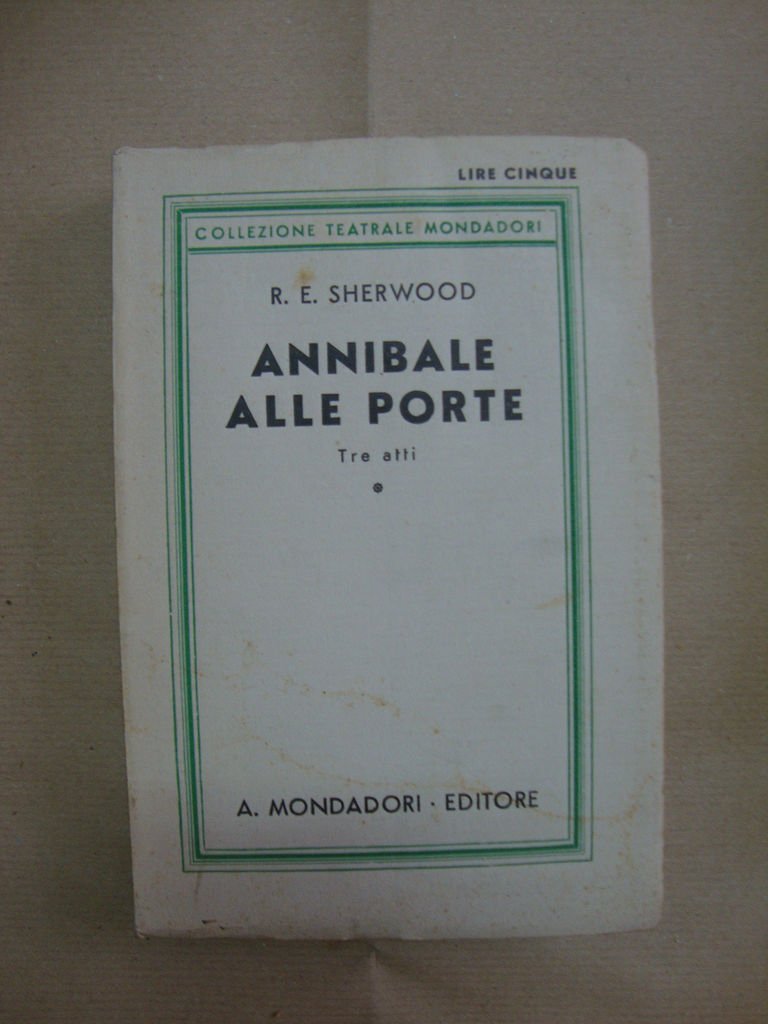 LIRE CINQUE
COLLEZIONE TEATRALE MONDADORI
R. E. SHERWOOD
ANNIBALE
ALLE PORTE
Tre atti
A. MONDADORI · EDITORE